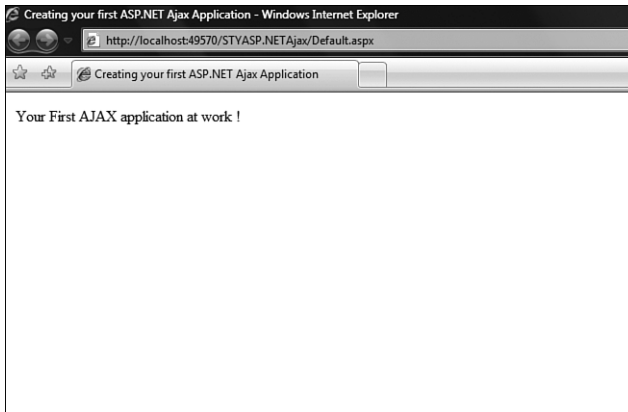 Creating your first ASP.NET Ajax Application - Windows Internet Explorer
http://localhost:49570/STYASP.NETAjax/Default.aspx
Creating your first ASP.NET Ajax Application
Your First AJAX application at work !